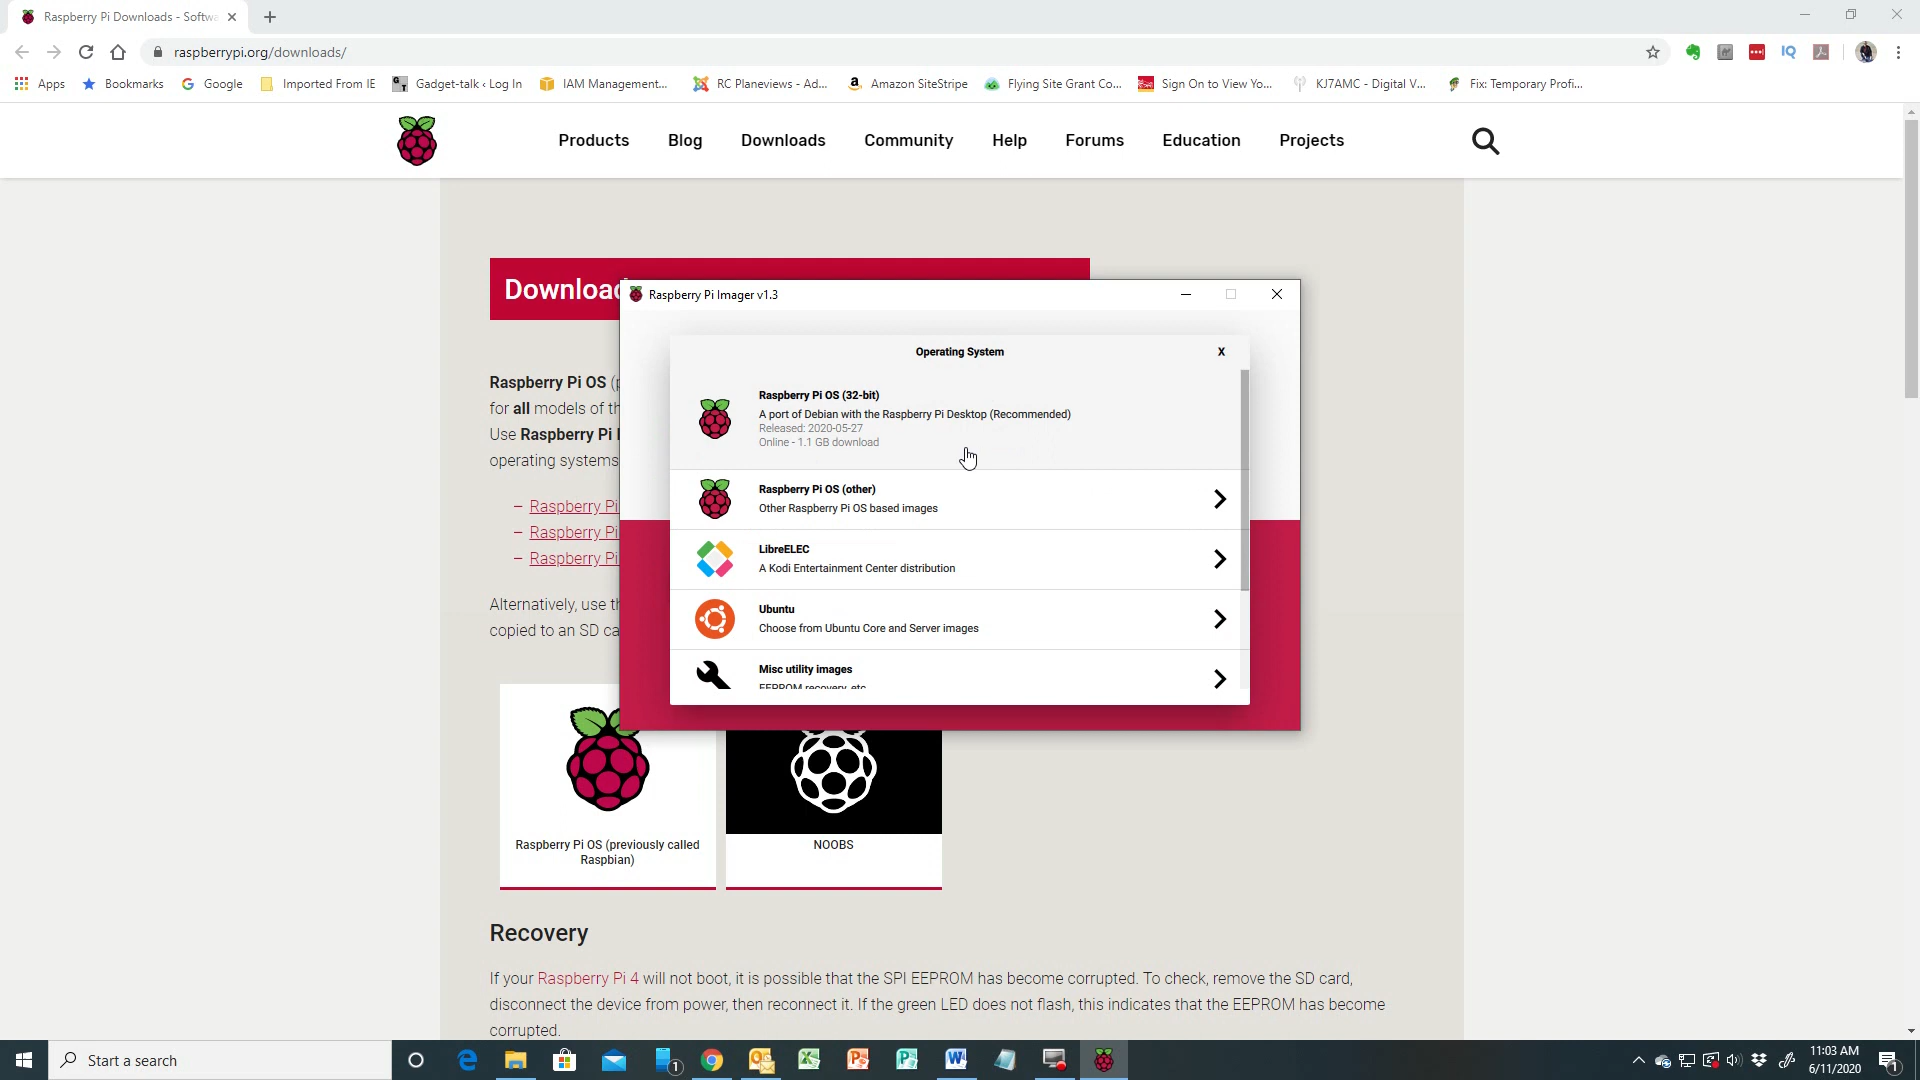 Raspberry Pi Downloads - Softwa
raspberrypi.org/downloads/
Apps
Bookmarks
Google
Imported From IE
Gadget-talk ‹ Log In
IAM Management...
RC Planeviews - Ad...
Amazon SiteStripe
Flying Site Grant Co...
Sign On to View Yo...
KJ7AMC - Digital V...
Fix: Temporary Profi...
Products
Blog
Downloads
Community
Help
Forums
Education
Projects
Download
Raspberry Pi OS (
for all models of th
Use Raspberry Pi
operating systems
– Raspberry Pi
– Raspberry Pi
– Raspberry Pi
Alternatively, use th
copied to an SD ca
Raspberry Pi Imager v1.3
Operating System
X
Raspberry Pi OS (32-bit)
A port of Debian with the Raspberry Pi Desktop (Recommended)
Released: 2020-05-27
Online - 1.1 GB download
Raspberry Pi OS (other)
Other Raspberry Pi OS based images
LibreELEC
A Kodi Entertainment Center distribution
Ubuntu
Choose from Ubuntu Core and Server images
Misc utility images
EEPROM recovery, etc
Raspberry Pi OS (previously called
Raspbian)
NOOBS
Recovery
If your Raspberry Pi 4 will not boot, it is possible that the SPI EEPROM has become corrupted. To check, remove the SD card,
disconnect the device from power, then reconnect it. If the green LED does not flash, this indicates that the EEPROM has become
corrupted.
Start a search
1
11:03 AM
6/11/2020
1